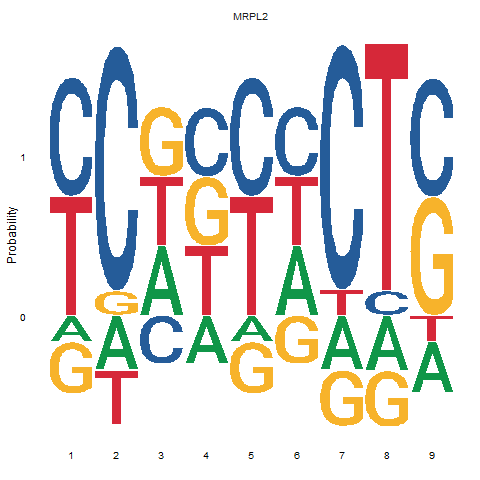 MRPL2
Probability
1
0
C C G C C C C T C
T G T G T T T C G
A A A T A A A A T
G T C A G G G G A
1 2 3 4 5 6 7 8 9